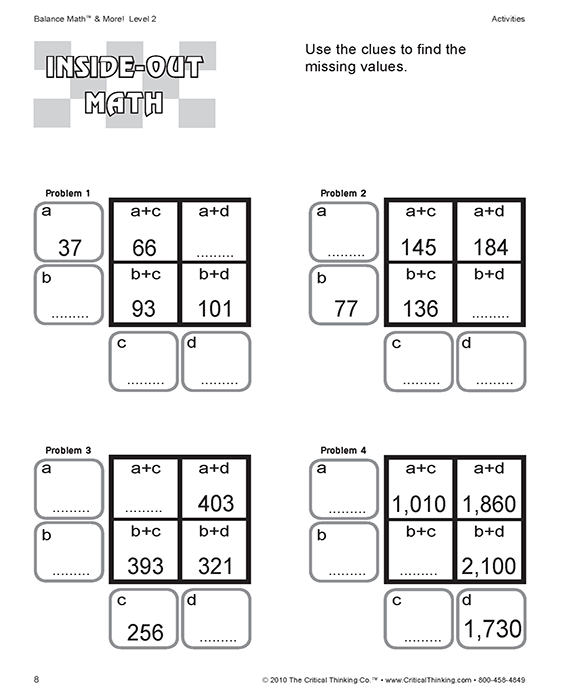 Balance Math™ & More! Level 2 Activities
INSIDE-OUT
MATH
Use the clues to find the
missing values.
Problem 1
a a+c a+d
37 66 .........
b b+c b+d
......... 93 101
c d
......... .........
Problem 2
a a+c a+d
......... 145 184
b b+c b+d
77 136 .........
c d
......... .........
Problem 3
a a+c a+d
......... ......... 403
b b+c b+d
......... 393 321
c d
256 .........
Problem 4
a a+c a+d
......... 1,010 1,860
b b+c b+d
......... ......... 2,100
c d
......... 1,730
8 © 2010 The Critical Thinking Co.™ • www.CriticalThinking.com • 800-458-4849